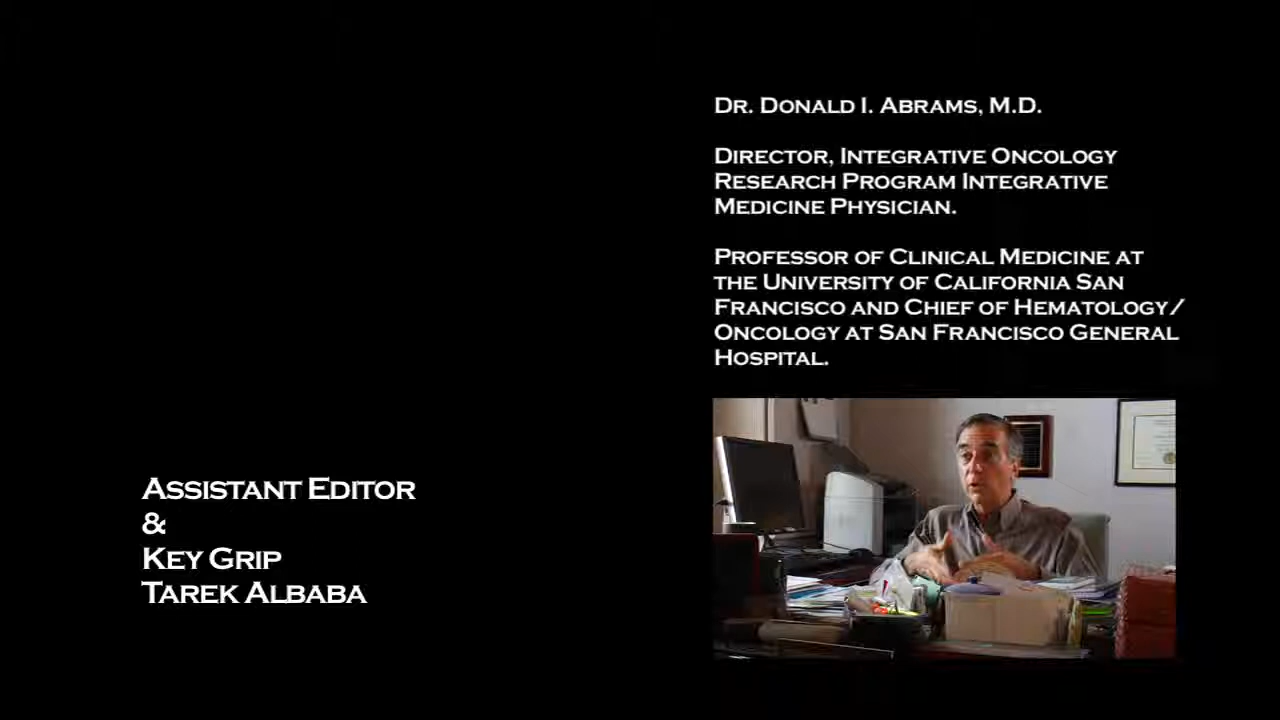 Dr. Donald I. Abrams, M.D.
Director, Integrative Oncology
Research Program Integrative
Medicine Physician.
Professor of Clinical Medicine at
the University of California San
Francisco and Chief of Hematology/
Oncology at San Francisco General
Hospital.
Assistant Editor
&
Key Grip
Tarek Albaba